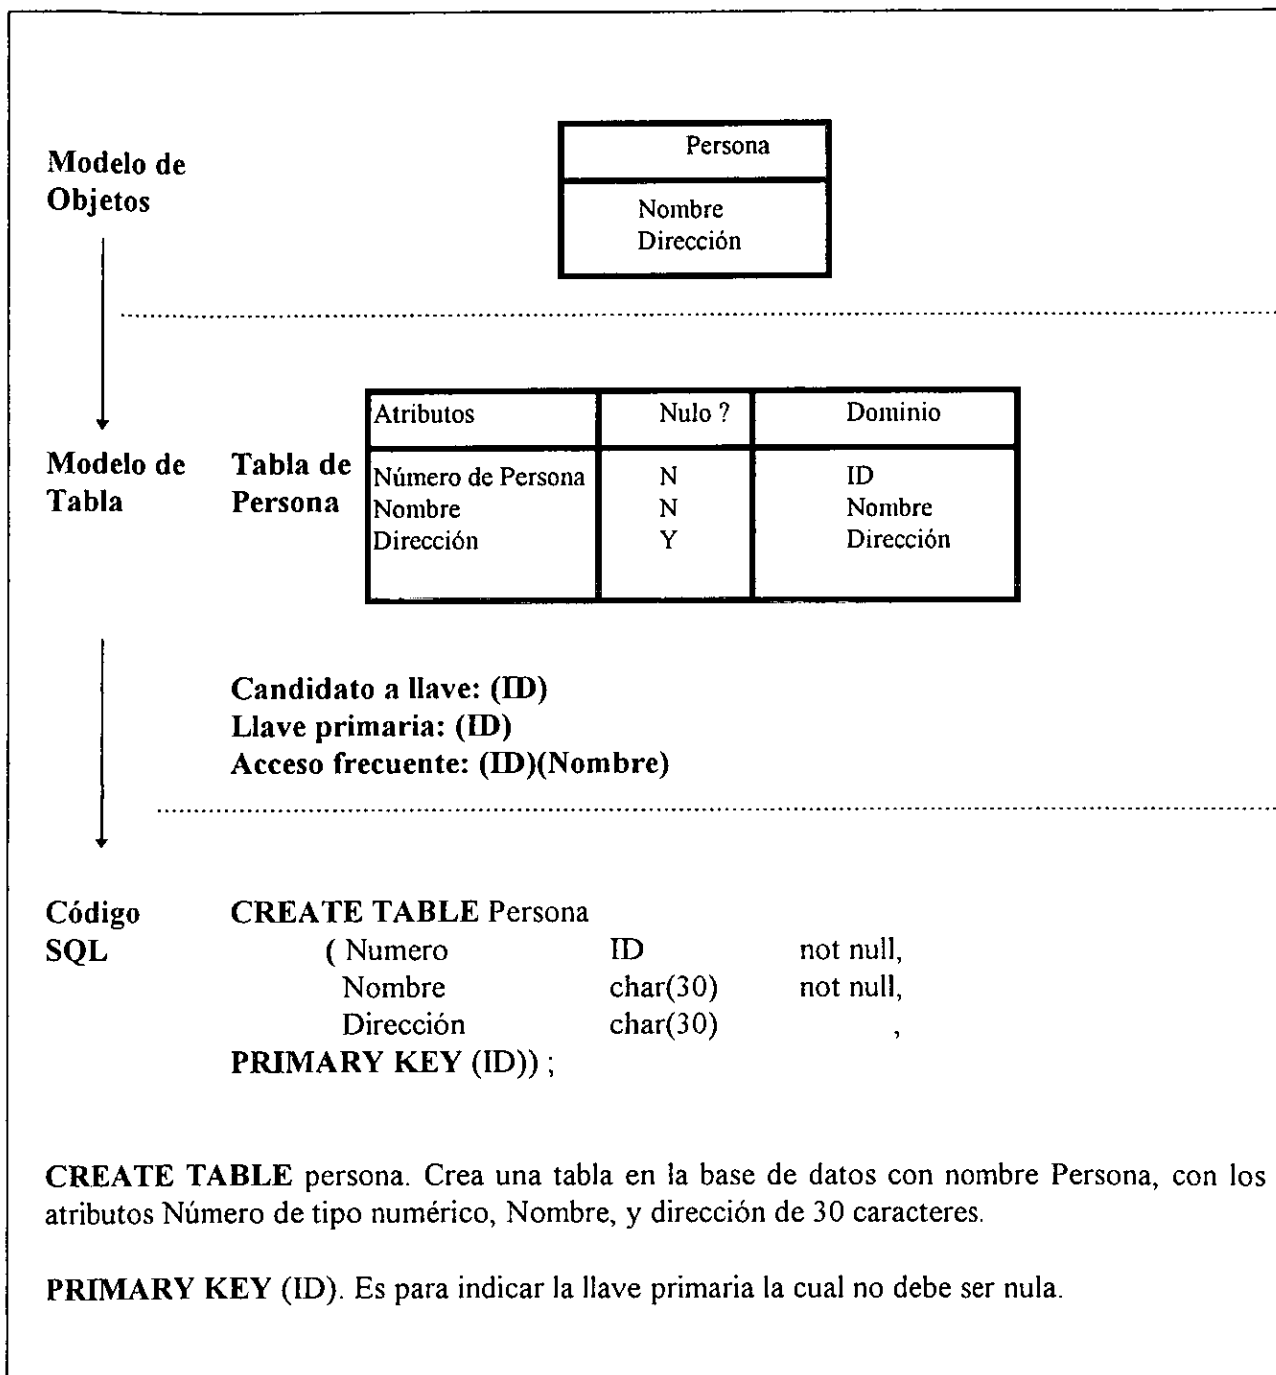 Persona
Modelo de
Objetos
Nombre
Dirección
Atributos Nulo ? Dominio
Modelo de Tabla de
Tabla Persona
Número de Persona N ID
Nombre N Nombre
Dirección Y Dirección
Candidato a llave: (ID)
Llave primaria: (ID)
Acceso frecuente: (ID)(Nombre)
Código CREATE TABLE Persona
SQL ( Numero ID not null,
Nombre char(30) not null,
Dirección char(30) ,
PRIMARY KEY (ID)) ;
CREATE TABLE persona. Crea una tabla en la base de datos con nombre Persona, con los
atributos Número de tipo numérico, Nombre, y dirección de 30 caracteres.
PRIMARY KEY (ID). Es para indicar la llave primaria la cual no debe ser nula.